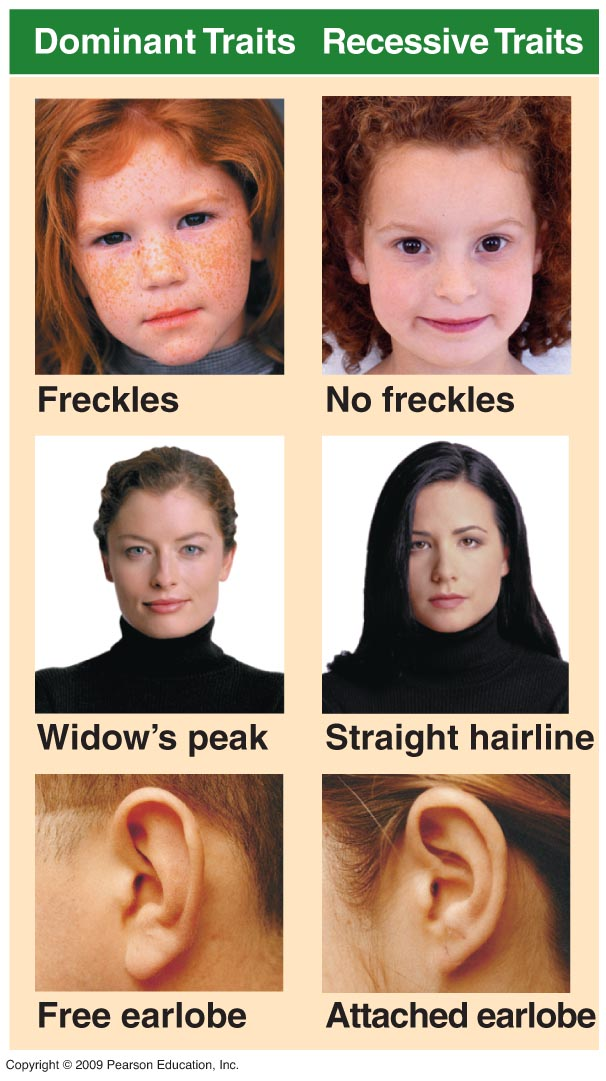 Dominant Traits Recessive Traits
Freckles No freckles
Widow's peak Straight hairline
Free earlobe Attached earlobe
Copyright © 2009 Pearson Education, Inc.